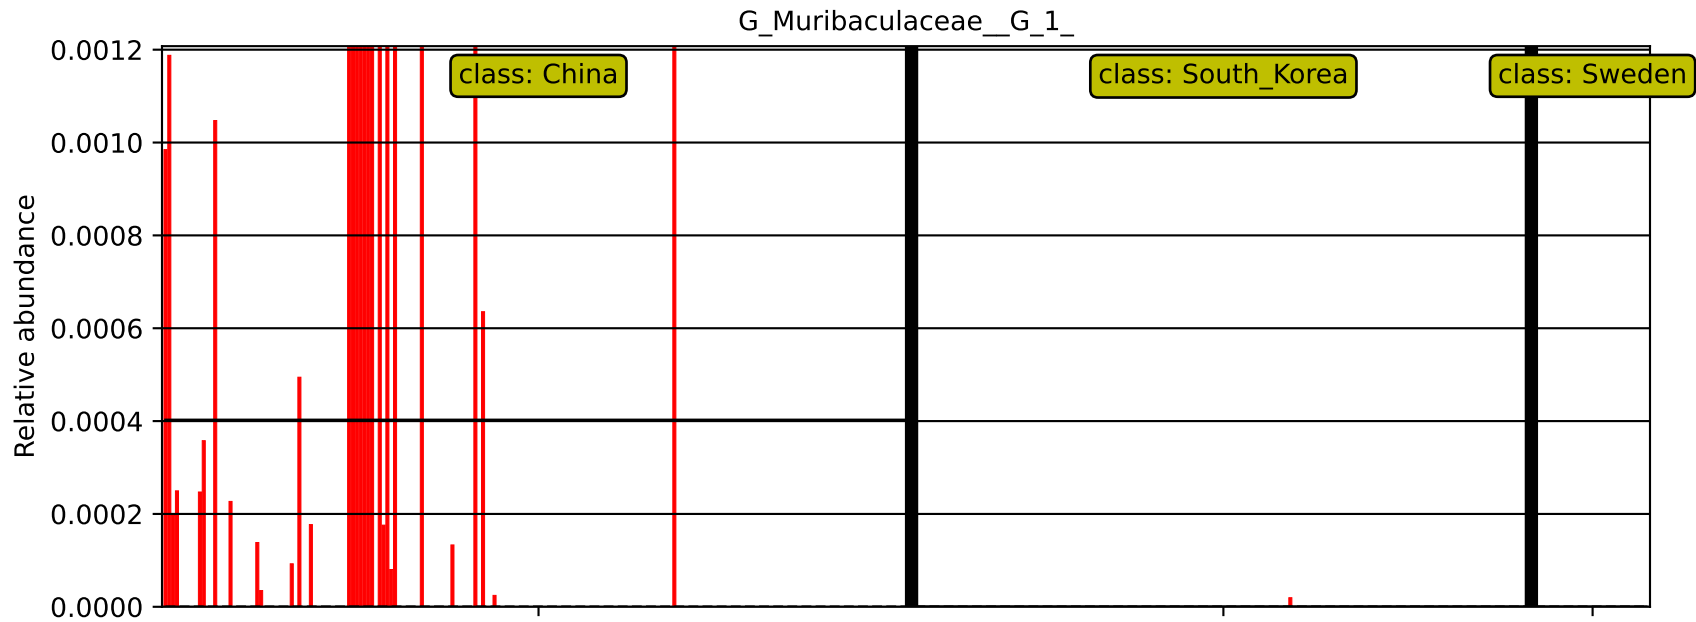 G_Muribaculaceae__G_1_
0.0012
class: China
class: South_Korea
class: Sweden
0.0010
0.0008
0.0006
0.0004
0.0002
0.0000
Relative abundance